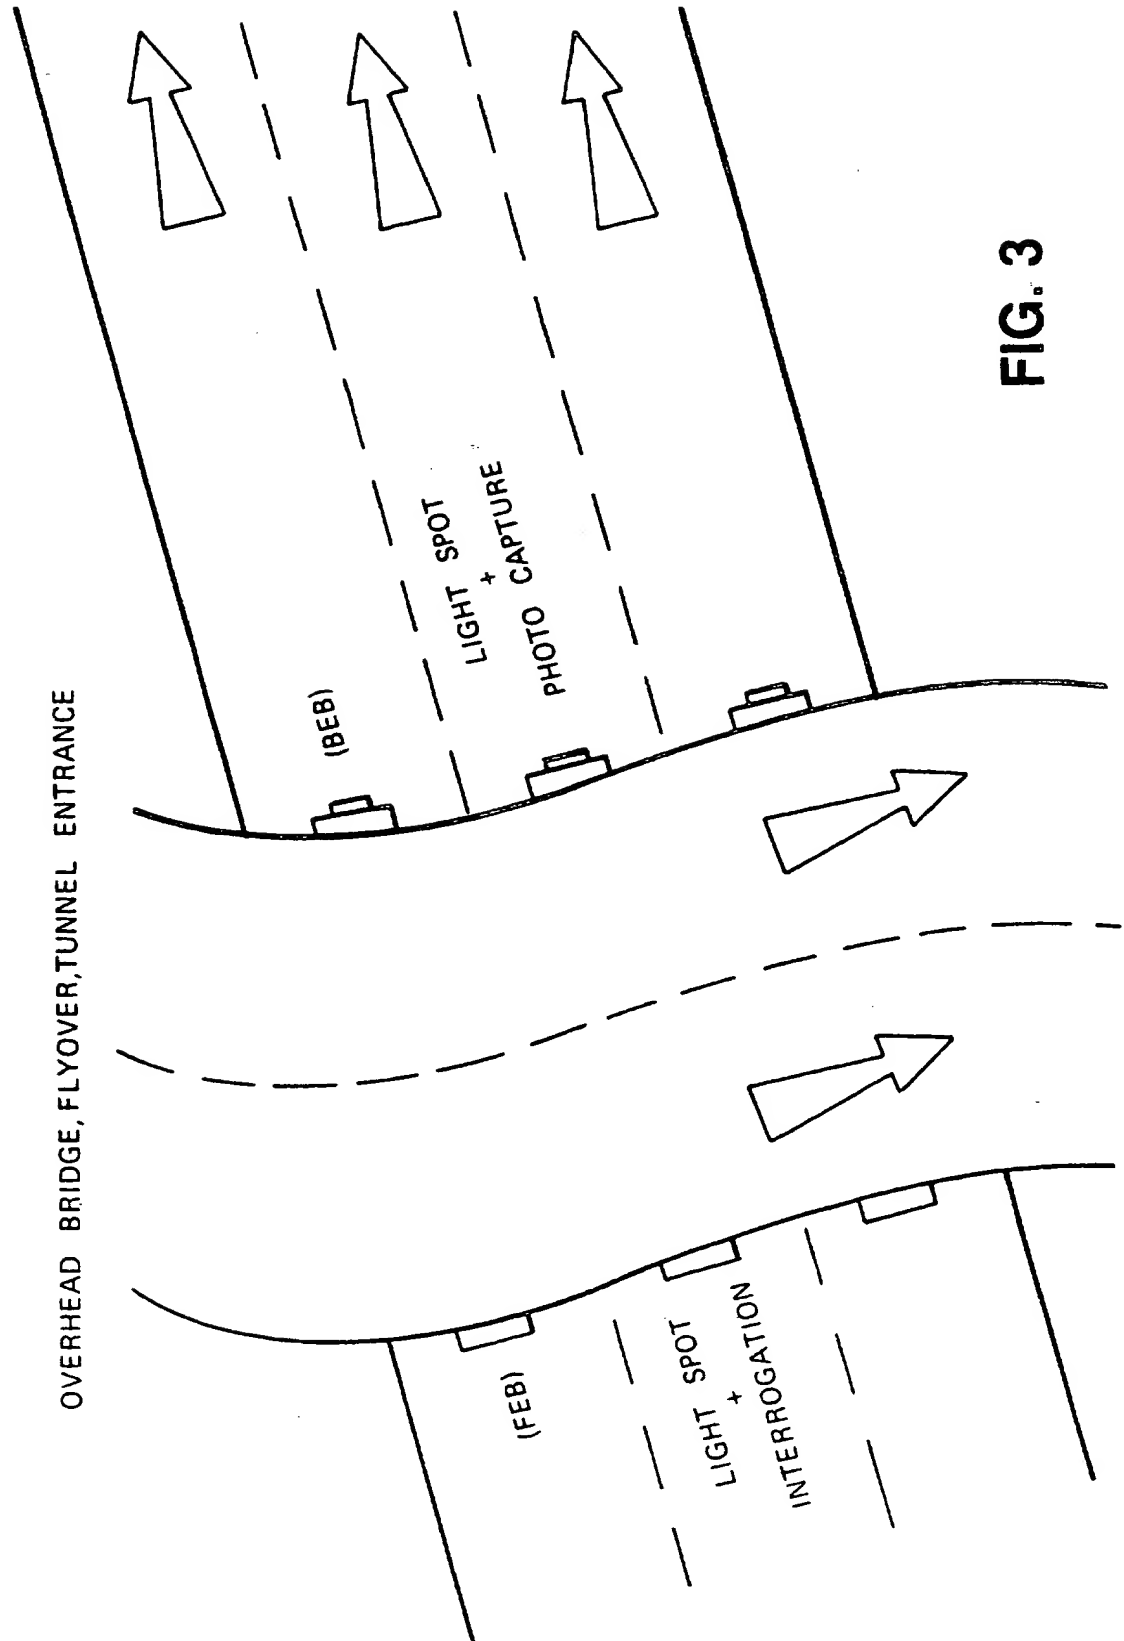 OVERHEAD BRIDGE, FLYOVER, TUNNEL ENTRANCE
(BEB)
LIGHT SPOT
+
PHOTO CAPTURE
(FEB)
LIGHT SPOT
+
INTERROGATION
FIG. 3